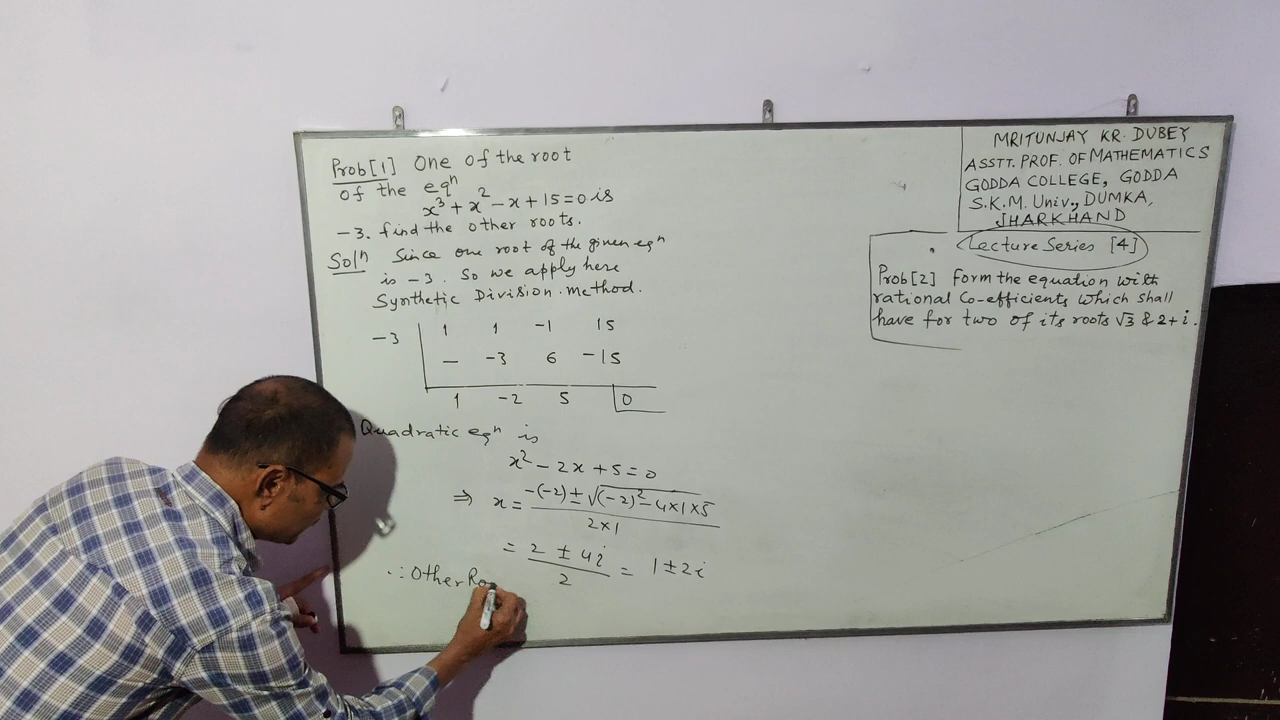 Prob[1] One of the root
of the eqⁿ
x³ + x² - x + 15 = 0 is
-3. find the other roots.
Solⁿ Since one root of the given eqⁿ
is -3. So we apply here
Synthetic Division method.
-3 1 1 -1 15
— -3 6 -15
1 -2 5 0
Quadratic eqⁿ is
x² - 2x + 5 = 0
⇒ x = -(-2) ± √(-2)² - 4×1×5
2×1
= 2 ± 4i = 1 ± 2i
2
∴ Other Roo
MRITUNJAY KR. DUBEY
ASSTT. PROF. OF MATHEMATICS
GODDA COLLEGE, GODDA
S.K.M. Univ., DUMKA,
JHARKHAND
Lecture Series [4]
Prob[2] Form the equation with
rational Co-efficients which shall
have for two of its roots √3 & 2+i.